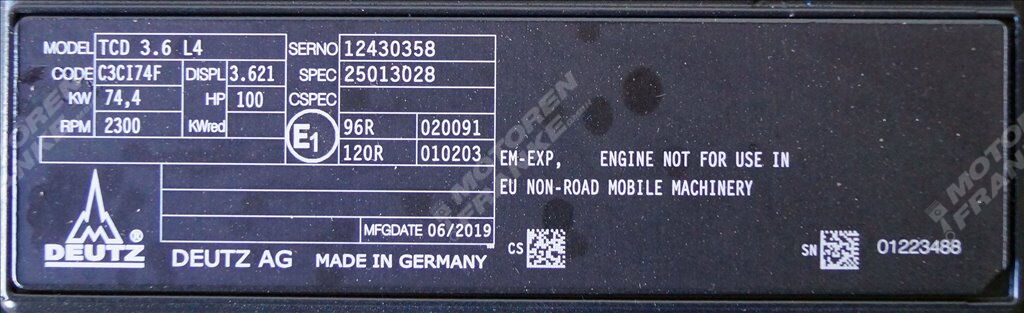 MODEL TCD 3.6 L4 SERNO 12430358
CODE C3CI74F DISPL 3.621 SPEC 25013028
KW 74,4 HP 100 CSPEC
RPM 2300 KWred E1 96R 020091
120R 010203
EM-EXP, ENGINE NOT FOR USE IN
EU NON-ROAD MOBILE MACHINERY
MFGDATE 06/2019
DEUTZ® DEUTZ AG MADE IN GERMANY
CS SN 01223488
MOTOREN
FRANKE